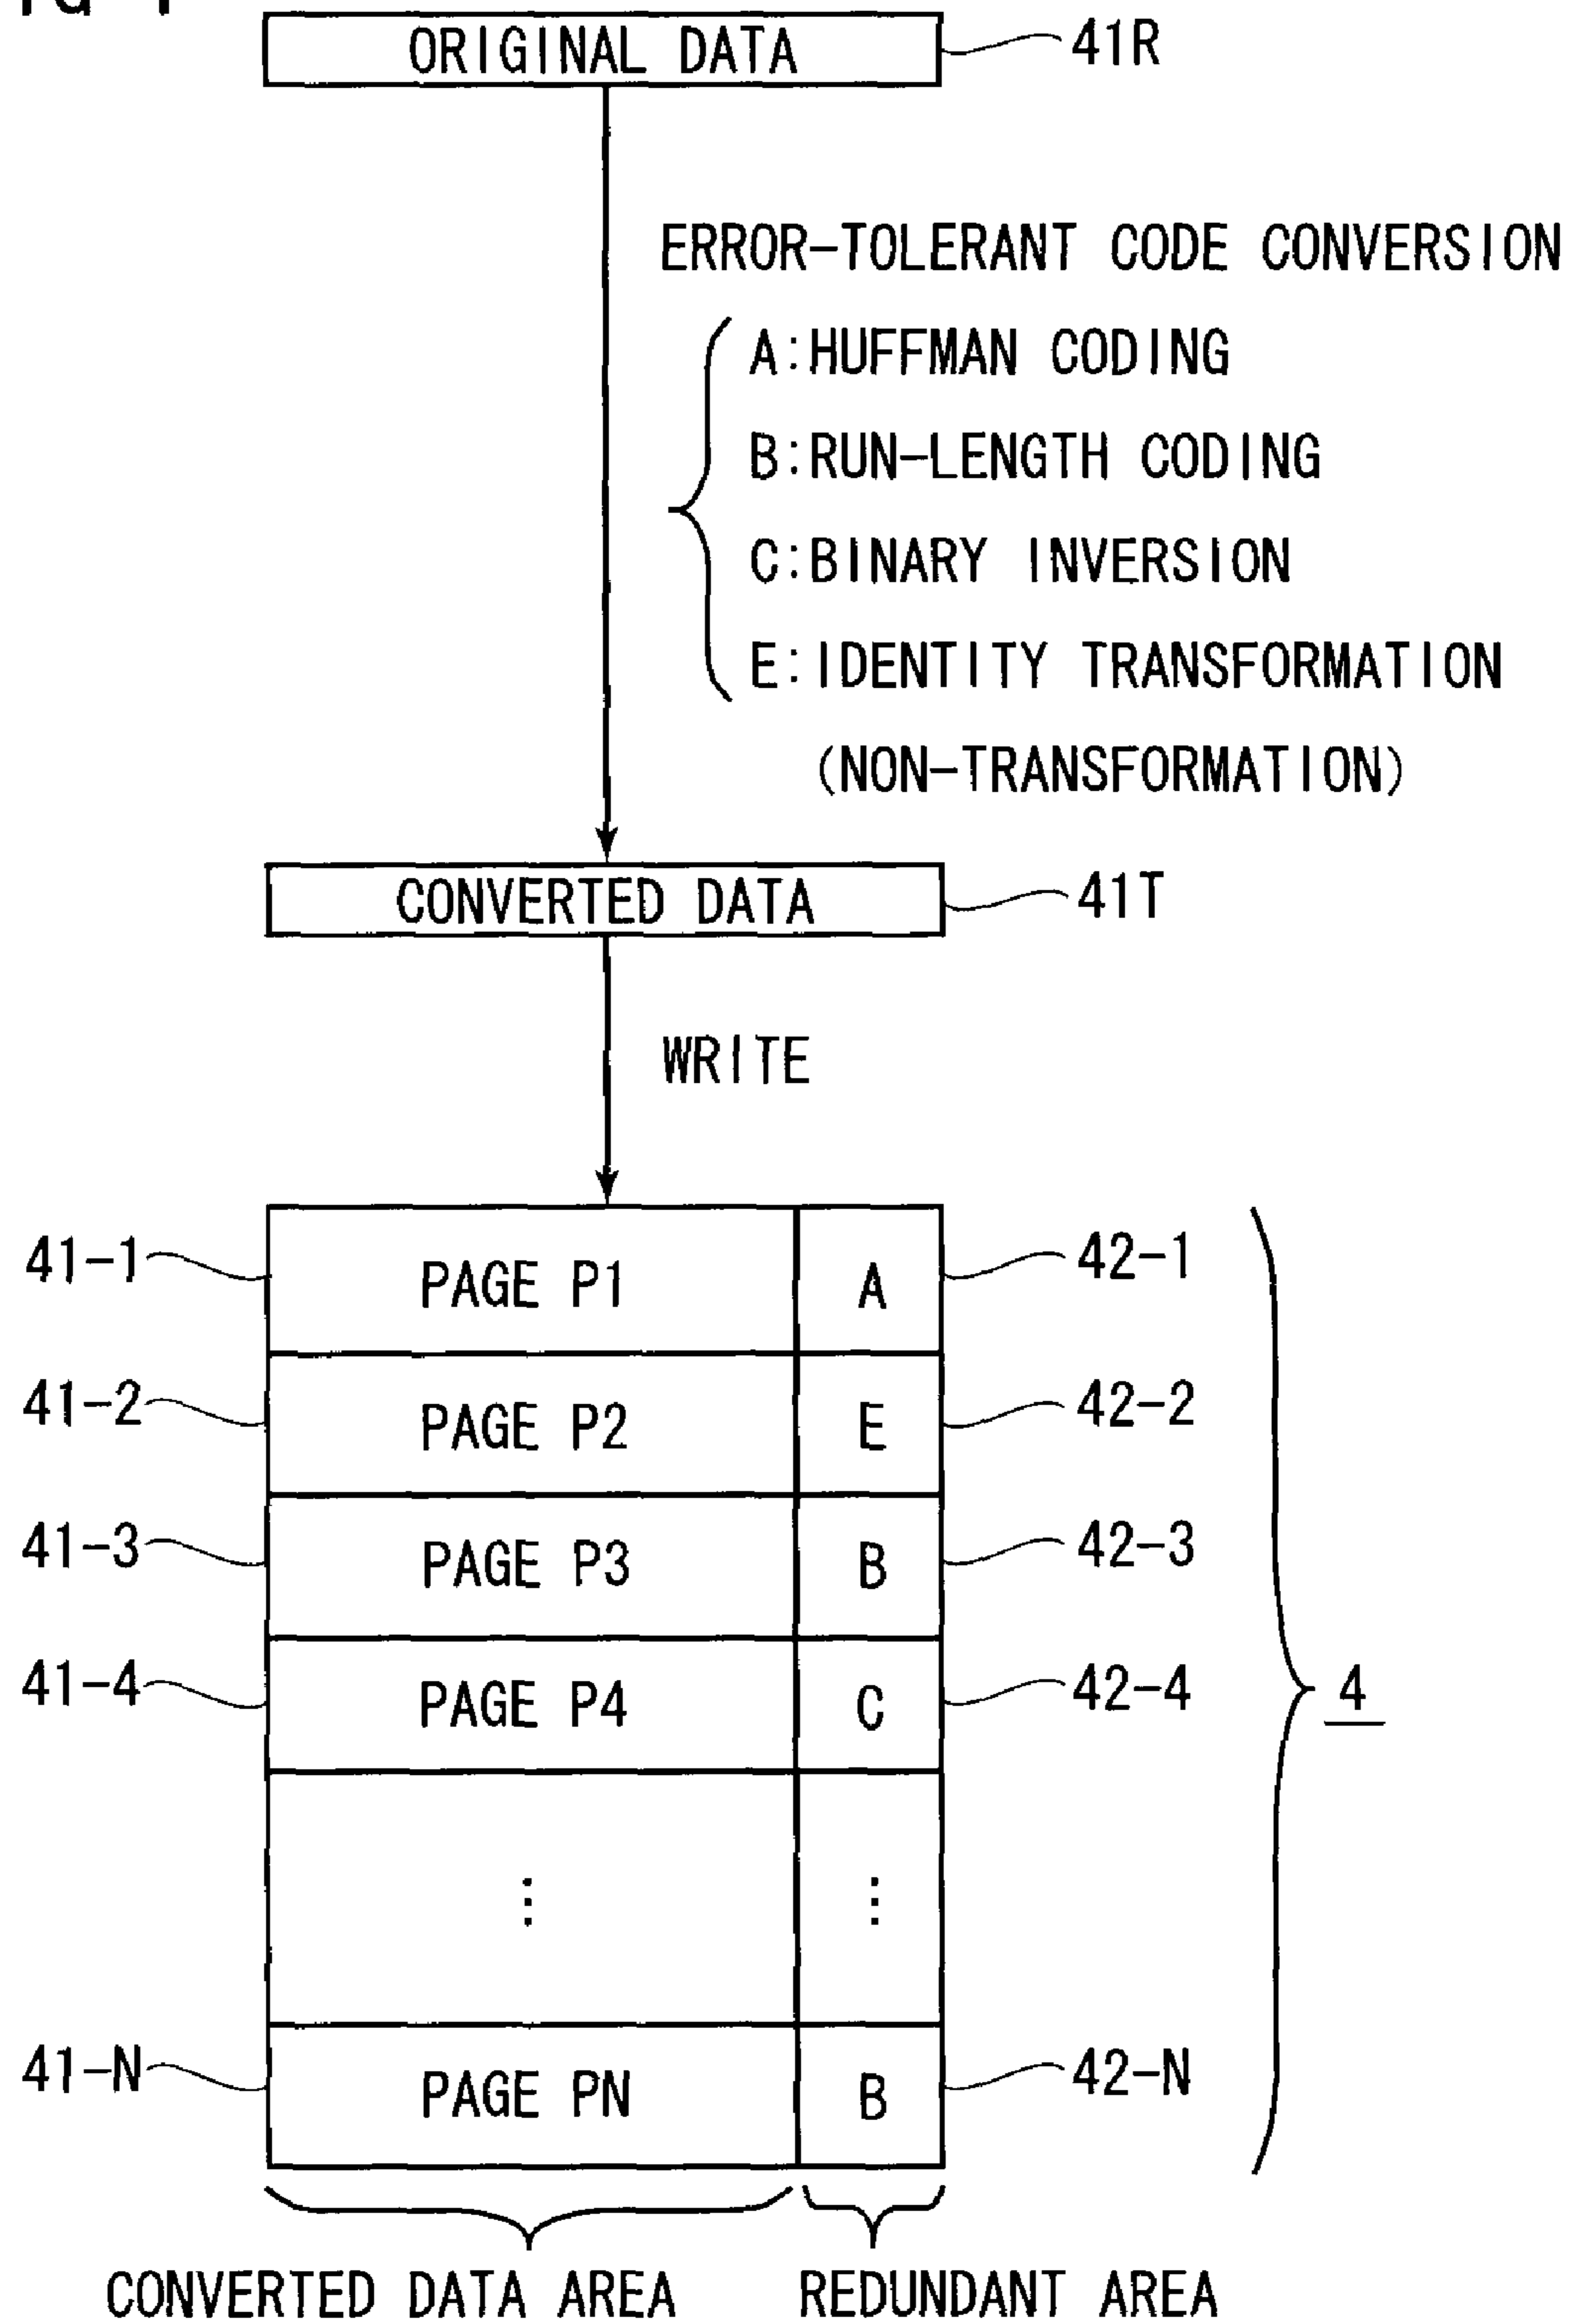 ORIGINAL DATA 41R
ERROR-TOLERANT CODE CONVERSION
A:HUFFMAN CODING
B:RUN-LENGTH CODING
C:BINARY INVERSION
E:IDENTITY TRANSFORMATION
(NON-TRANSFORMATION)
CONVERTED DATA 41T
WRITE
41-1 PAGE P1 A 42-1
41-2 PAGE P2 E 42-2
41-3 PAGE P3 B 42-3
41-4 PAGE P4 C 42-4
4
⋮ ⋮
41-N PAGE PN B 42-N
CONVERTED DATA AREA REDUNDANT AREA